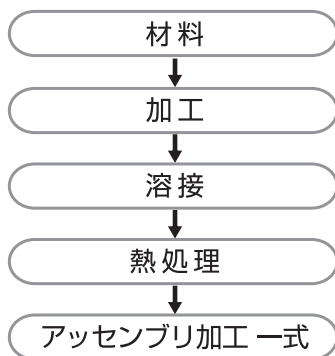 材料
加工
溶接
熱処理
アッセンブリ加工 一式